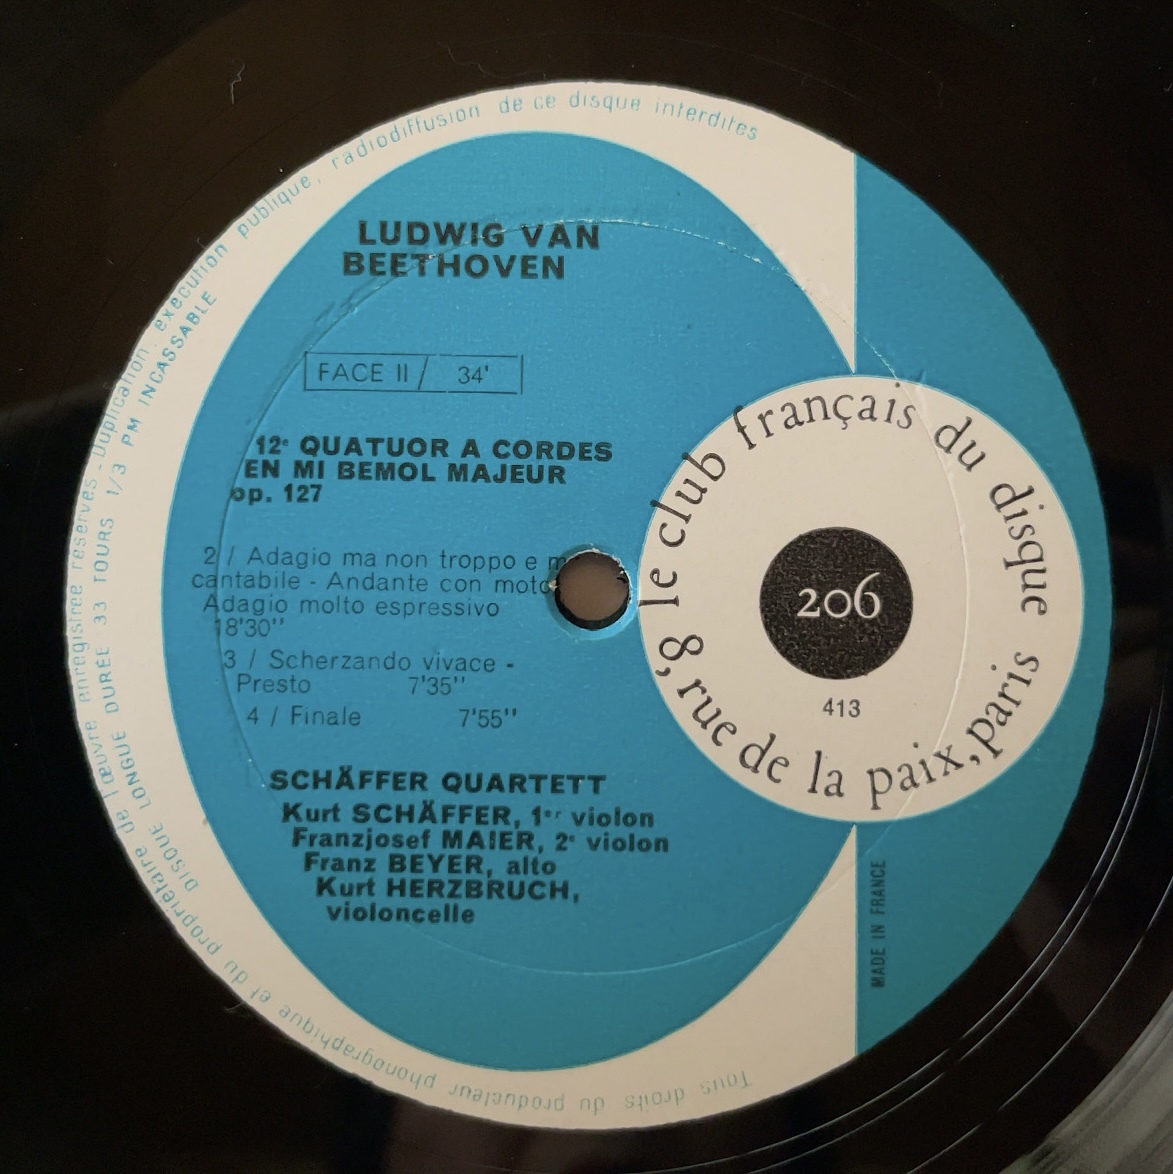 LUDWIG VAN
BEETHOVEN
FACE II / 34'
12e QUATUOR A CORDES
EN MI BEMOL MAJEUR
op. 127
2 / Adagio ma non troppo e m
cantabile - Andante con moto
Adagio molto espressivo
18'30''
3 / Scherzando vivace -
Presto 7'35''
4 / Finale 7'55''
SCHÄFFER QUARTETT
Kurt SCHÄFFER, 1er violon
Franzjosef MAIER, 2e violon
Franz BEYER, alto
Kurt HERZBRUCH,
violoncelle
le club français du disque
8, rue de la paix, paris
206
413
MADE IN FRANCE
Tous droits du producteur phonographique et du propriétaire de l'œuvre enregistrée réservés - Duplication, exécution publique, radiodiffusion de ce disque interdites
DISQUE LONGUE DURÉE 33 TOURS 1/3 PM INCASSABLE